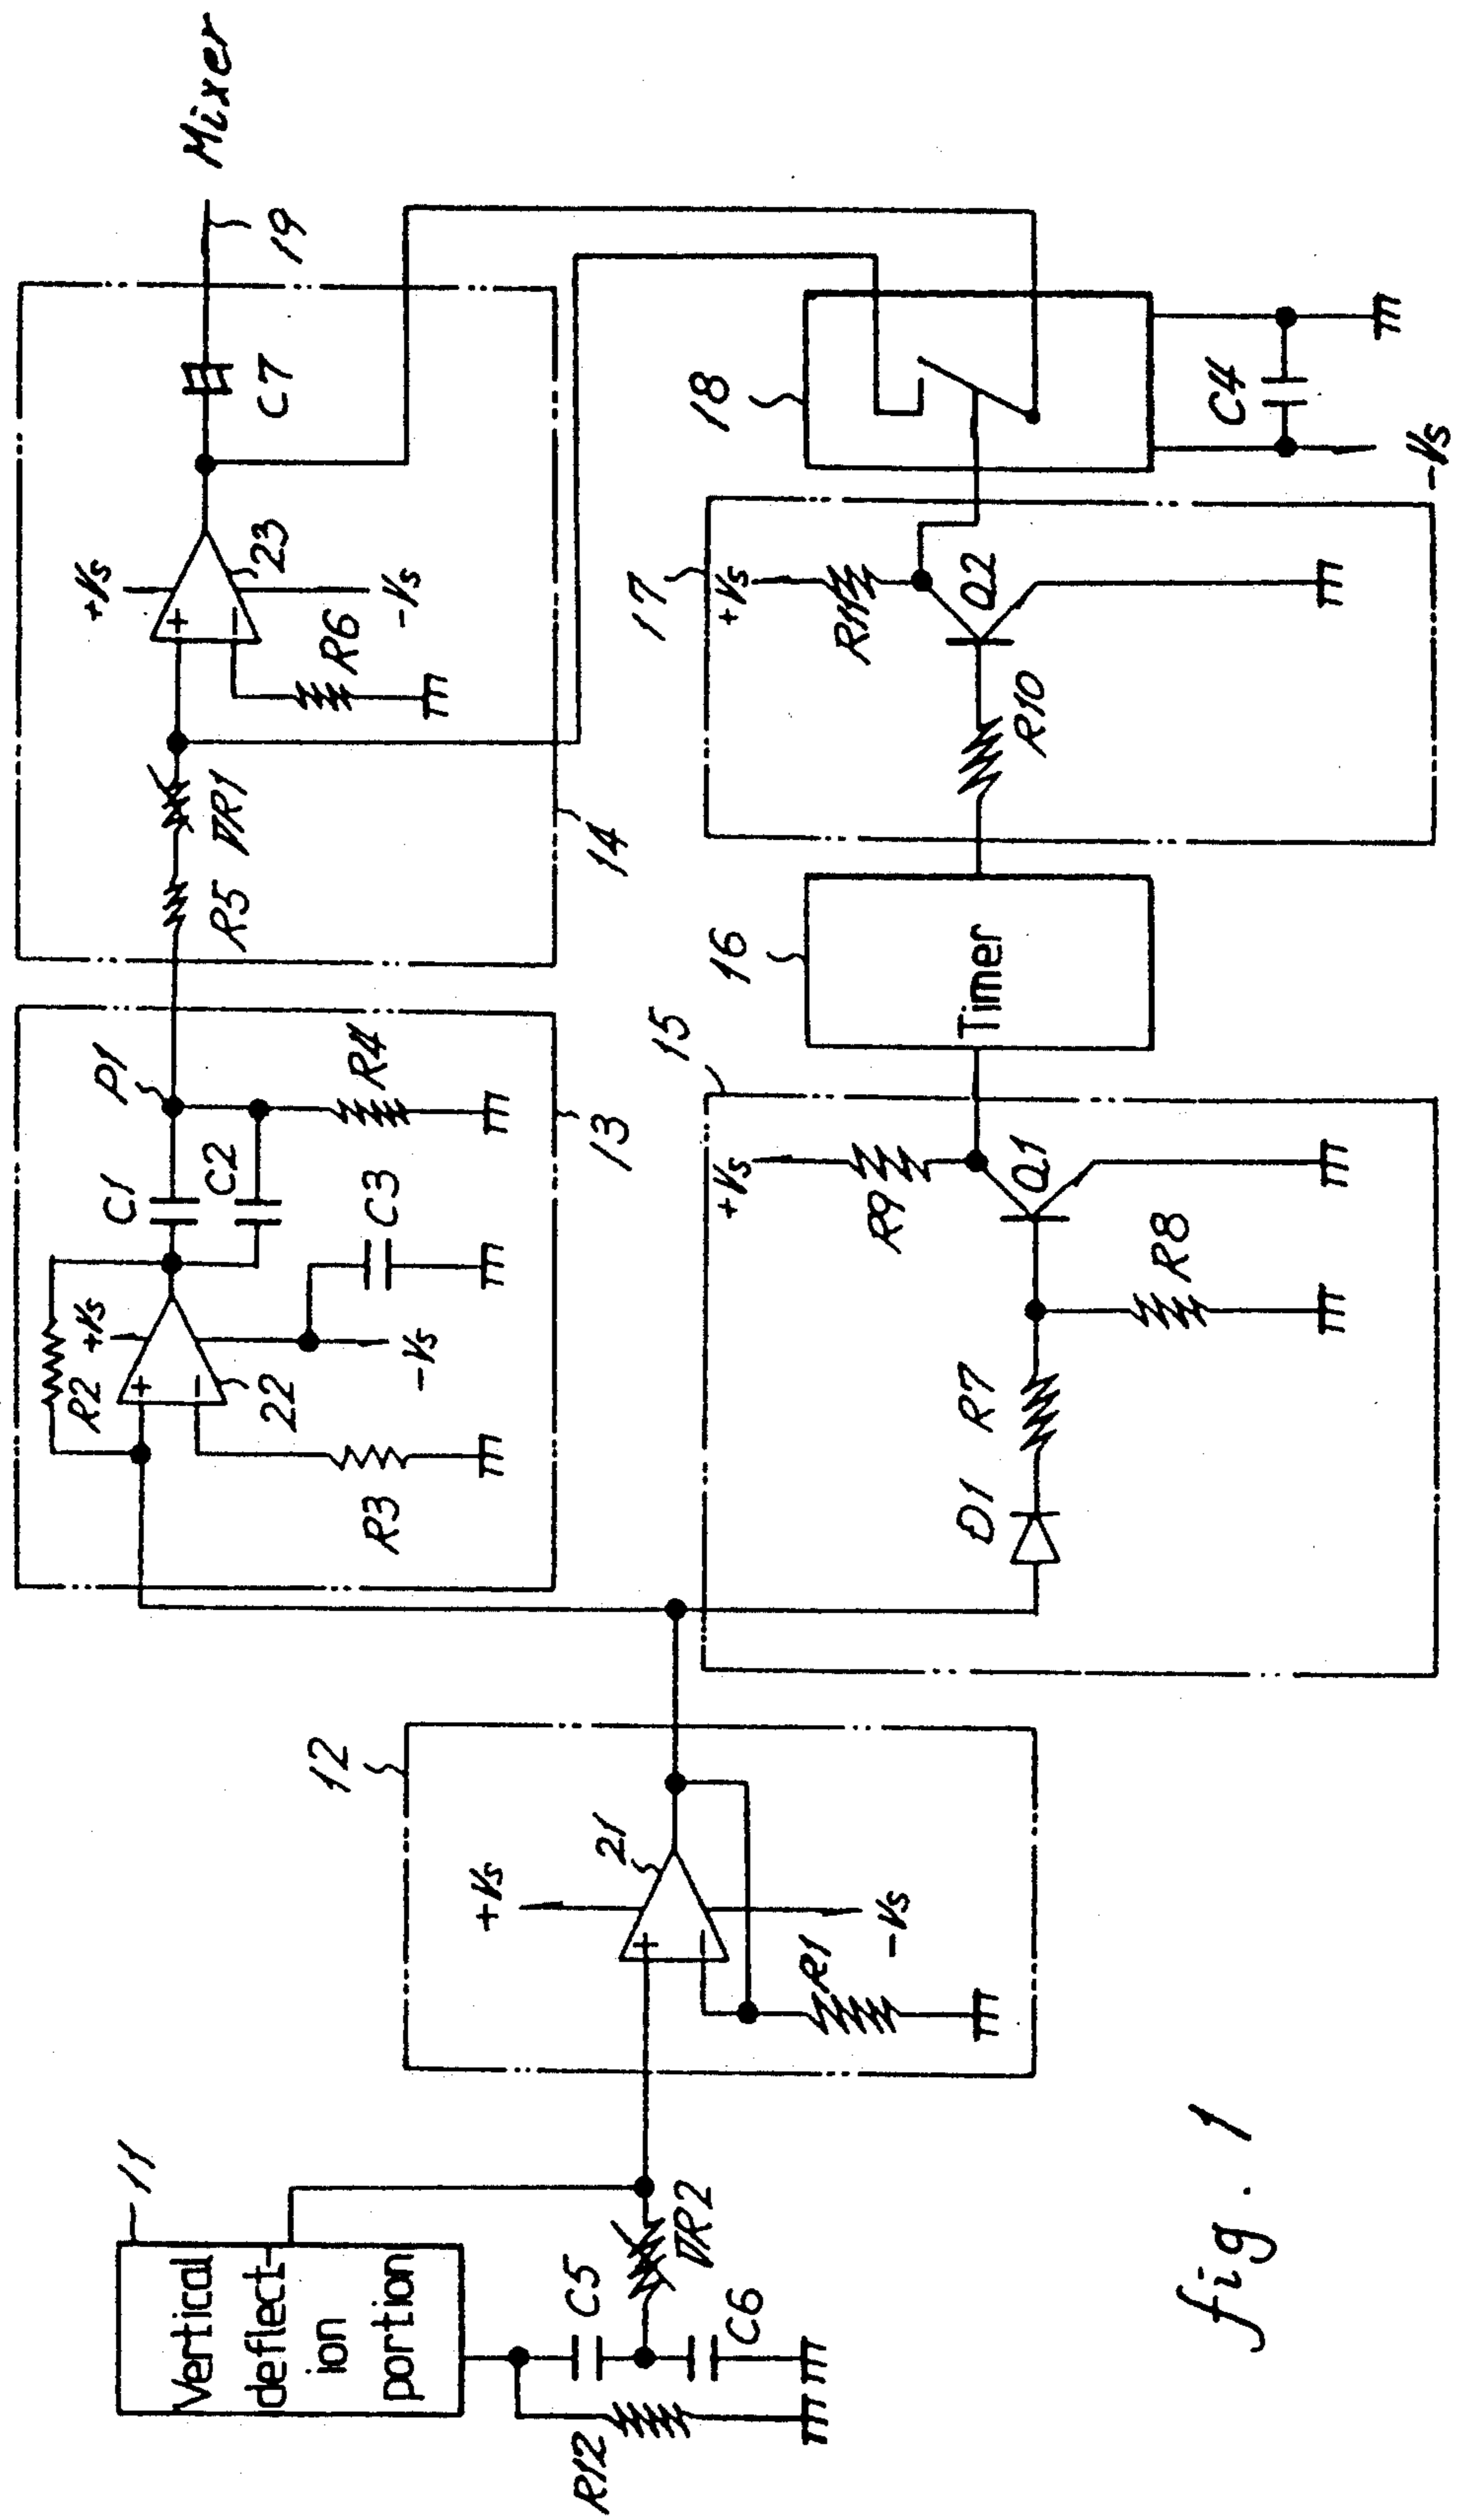 11
Vertical
deflect-
ion
portion
R12
C5
C6
VR2
12
+Vs
21
-Vs
R1
13
R2
+Vs
22
-Vs
R3
C1
C2
C3
P1
R4
14
R5
VR1
+Vs
23
-Vs
R6
C7
19
Mixer
15
D1
R7
R8
+Vs
R9
Q1
16
Timer
17
+Vs
R11
R10
Q2
18
C4
-Vs
fig. 1